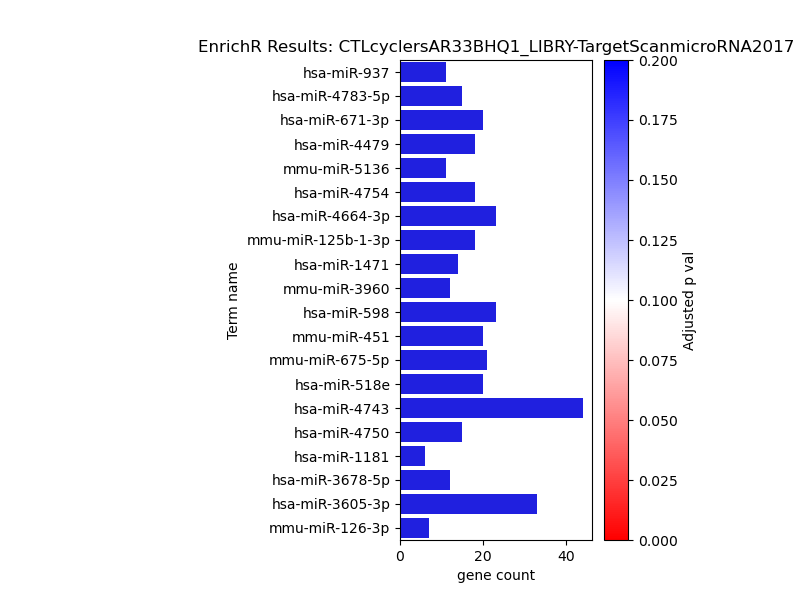 EnrichR Results: CTLcyclersAR33BHQ1_LIBRY-TargetScanmicroRNA2017
hsa-miR-937
hsa-miR-4783-5p
hsa-miR-671-3p
hsa-miR-4479
mmu-miR-5136
hsa-miR-4754
hsa-miR-4664-3p
mmu-miR-125b-1-3p
hsa-miR-1471
mmu-miR-3960
hsa-miR-598
mmu-miR-451
mmu-miR-675-5p
hsa-miR-518e
hsa-miR-4743
hsa-miR-4750
hsa-miR-1181
hsa-miR-3678-5p
hsa-miR-3605-3p
mmu-miR-126-3p
Term name
0 20 40
gene count
0.200
0.175
0.150
0.125
0.100
0.075
0.050
0.025
0.000
Adjusted p val